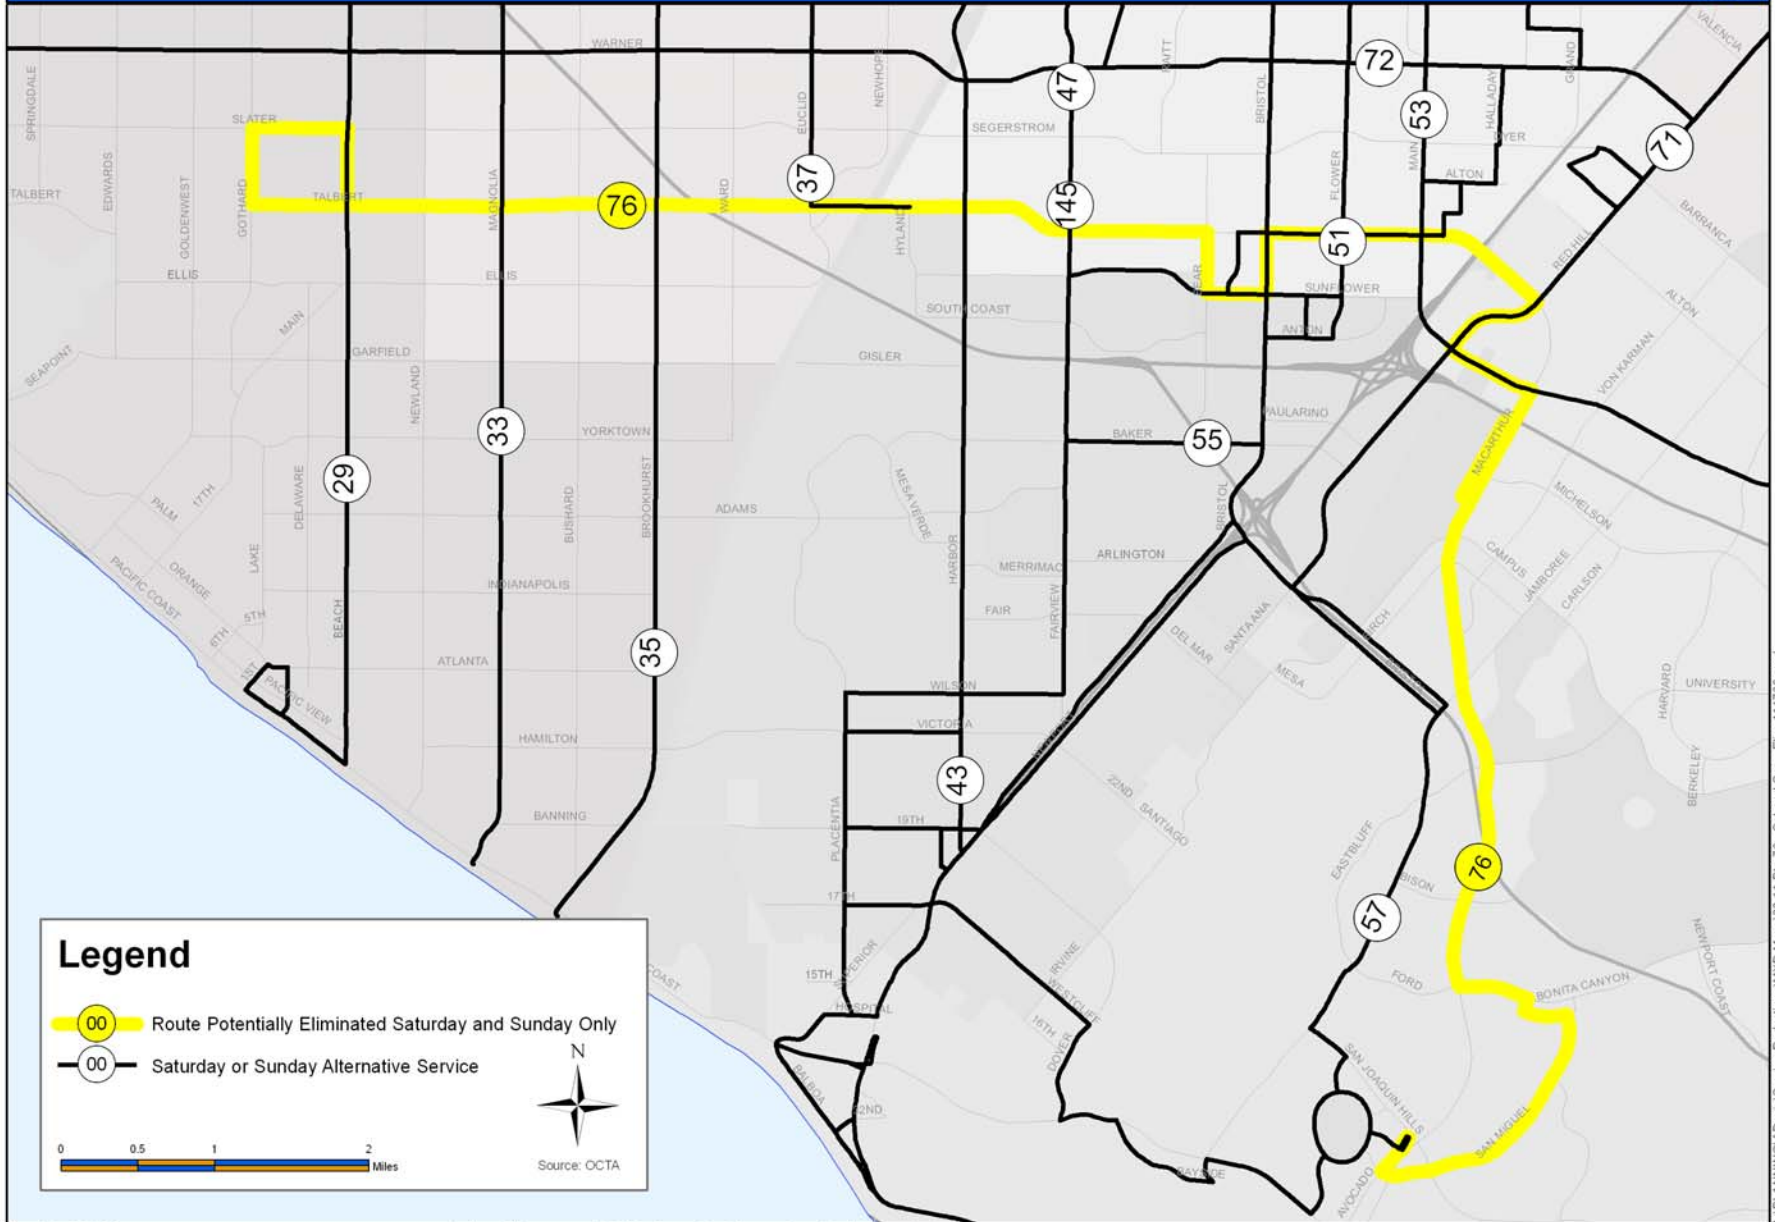 VALENCIA
WARNER
GRAND
72
47
53
71
SPRINGDALE
EUCLID
NEWHOPE
RAITT
BRISTOL
HALLADAY
SLATER
SEGERSTROM
DYER
MAIN
FLOWER
ALTON
TALBERT
EDWARDS
GOLDENWEST
GOTHARD
TALBERT
MAGNOLIA
76
WARD
37
HYLAND
145
51
BARRANCA
RED HILL
ELLIS
ELLIS
BEAR
SUNFLOWER
ALTON
MAIN
SOUTH COAST
ANTON
SEAPOINT
GARFIELD
GISLER
VON KARMAN
NEWLAND
33
YORKTOWN
PAULARINO
BAKER
55
MACARTHUR
29
DELAWARE
PALM
17TH
BUSHARD
BROOKHURST
ADAMS
MESA VERDE
BRISTOL
MICHELSON
PACIFIC COAST
ORANGE
LAKE
INDIANAPOLIS
HARBOR
MERRIMAC
ARLINGTON
CAMPUS
JAMBOREE
CARLSON
5TH
6TH
BEACH
FAIR
FAIRVIEW
SANTA ANA
BIRCH
DEL MAR
MESA
35
1ST
PACIFIC VIEW
ATLANTA
WILSON
HARVARD
UNIVERSITY
VICTORIA
NEWPORT
HAMILTON
43
22ND
SANTIAGO
BERKELEY
BANNING
PLACENTIA
19TH
EASTBLUFF
BISON
76
17TH
57
COAST
SUPERIOR
15TH
HOSPITAL
IRVINE
WESTCLIFF
16TH
DOVER
FORD
BONITA CANYON
NEWPORT COAST
BALBOA
32ND
SAN JOAQUIN HILLS
SAN MIGUEL
BAYSIDE
AVOCADO
Legend
00 Route Potentially Eliminated Saturday and Sunday Only
00 Saturday or Sunday Alternative Service
N
0 0.5 1 2
Miles
Source: OCTA